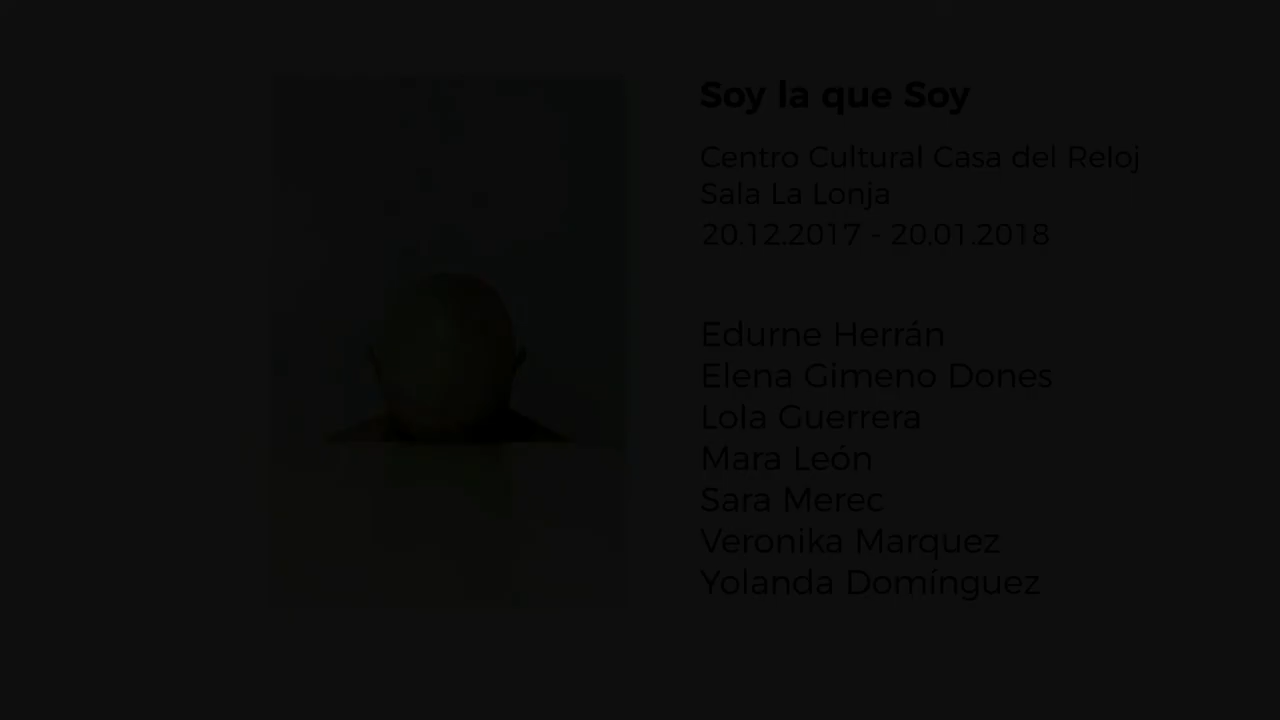 Soy la que Soy
Centro Cultural Casa del Reloj
Sala La Lonja
20.12.2017 - 20.01.2018
Edurne Herrán
Elena Gimeno Dones
Lola Guerrera
Mara León
Sara Merec
Veronika Marquez
Yolanda Domínguez